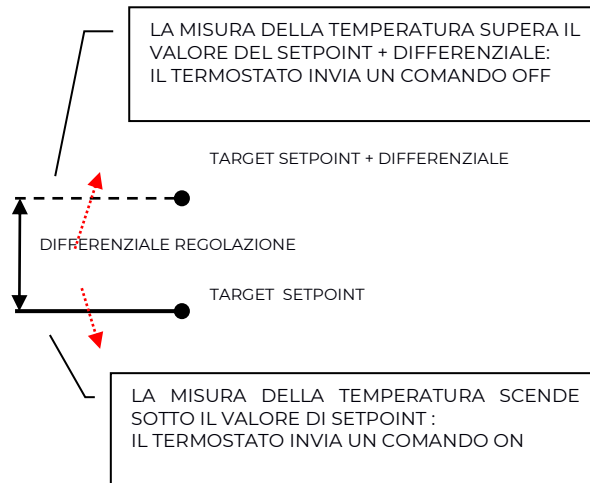 LA MISURA DELLA TEMPERATURA SUPERA IL
VALORE DEL SETPOINT + DIFFERENZIALE:
IL TERMOSTATO INVIA UN COMANDO OFF
TARGET SETPOINT + DIFFERENZIALE
DIFFERENZIALE REGOLAZIONE
TARGET SETPOINT
LA MISURA DELLA TEMPERATURA SCENDE
SOTTO IL VALORE DI SETPOINT :
IL TERMOSTATO INVIA UN COMANDO ON